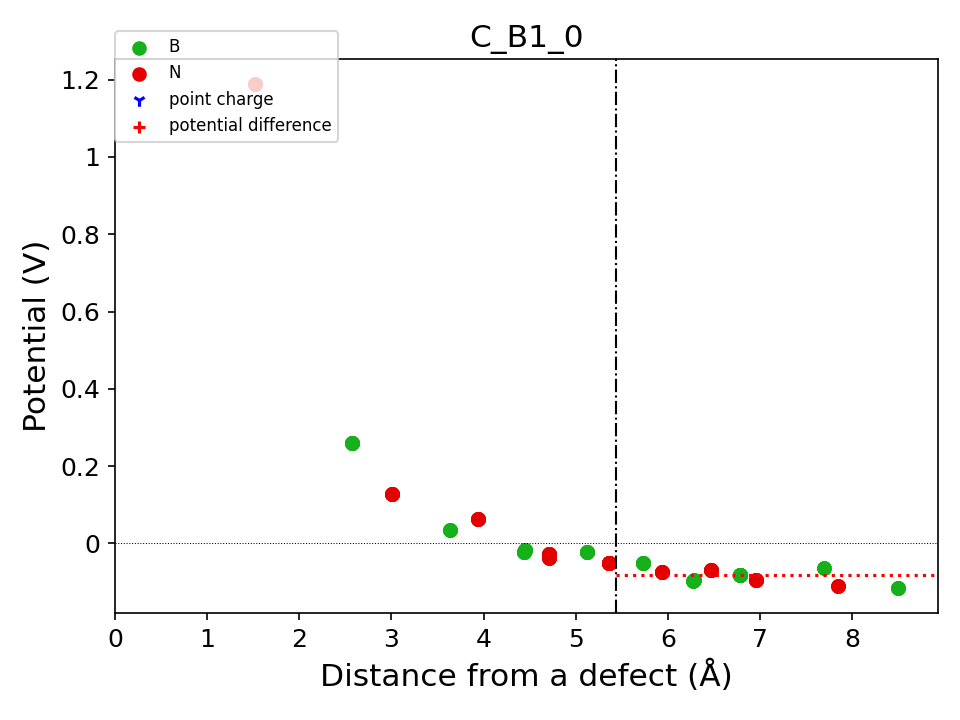 C_B1_0
B
N
point charge
potential difference
1.2
1
0.8
0.6
0.4
0.2
0
Potential (V)
0 1 2 3 4 5 6 7 8
Distance from a defect (Å)